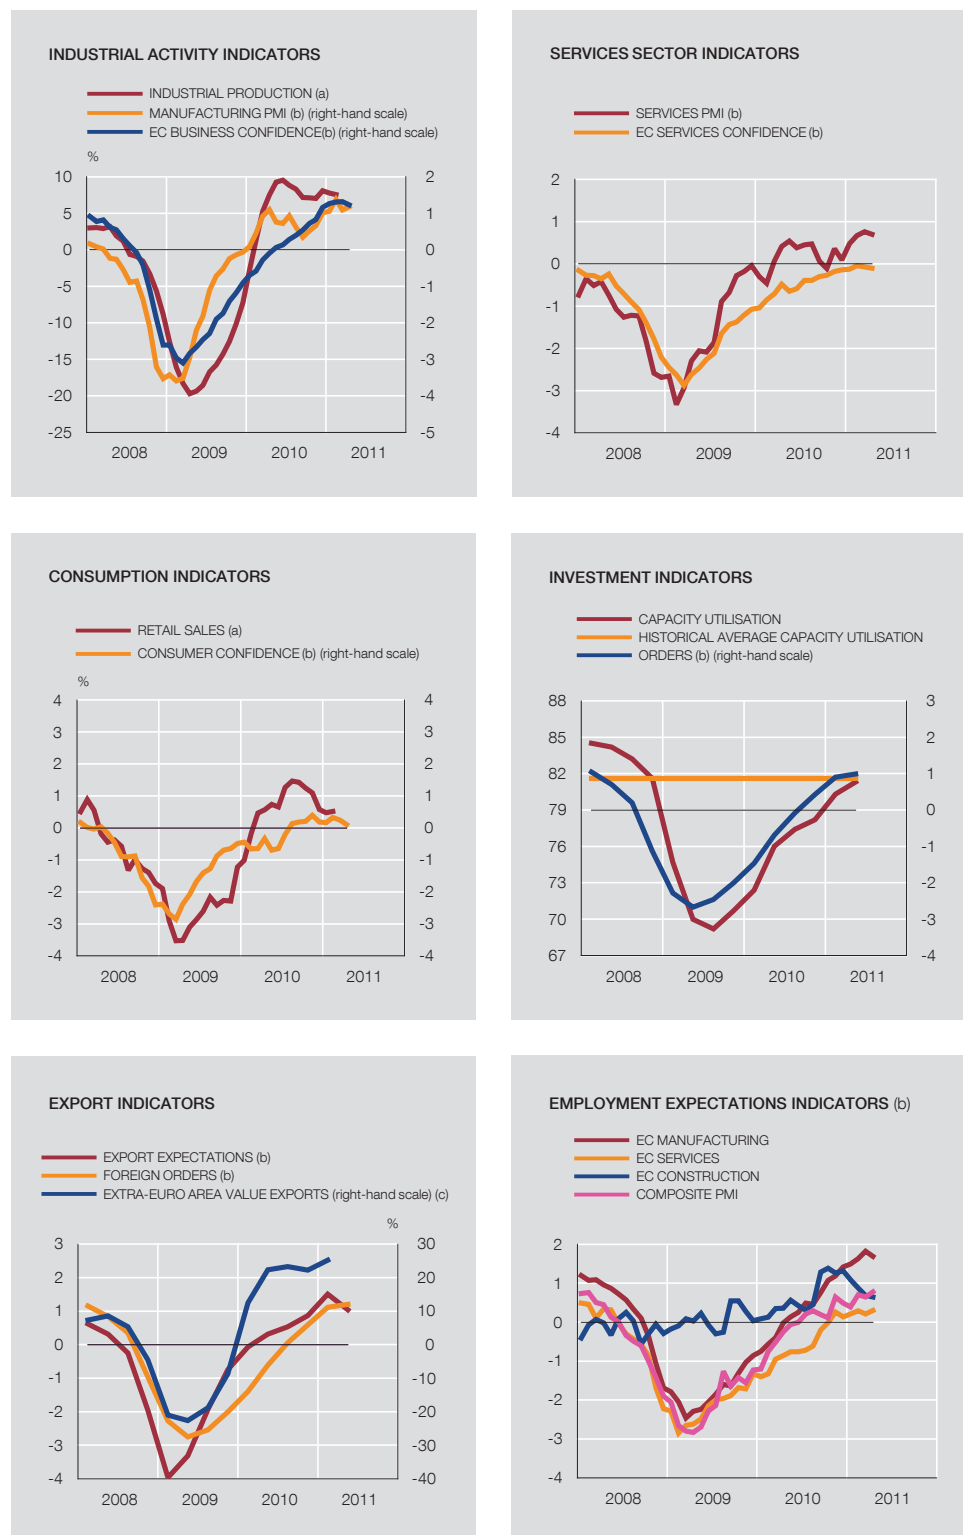 INDUSTRIAL ACTIVITY INDICATORS
INDUSTRIAL PRODUCTION (a)
MANUFACTURING PMI (b) (right-hand scale)
EC BUSINESS CONFIDENCE(b) (right-hand scale)
%
10 2
5 1
0 0
-5 -1
-10 -2
-15 -3
-20 -4
-25 -5
2008 2009 2010 2011
SERVICES SECTOR INDICATORS
SERVICES PMI (b)
EC SERVICES CONFIDENCE (b)
2
1
0
-1
-2
-3
-4
2008 2009 2010 2011
CONSUMPTION INDICATORS
RETAIL SALES (a)
CONSUMER CONFIDENCE (b) (right-hand scale)
%
4 4
3 3
2 2
1 1
0 0
-1 -1
-2 -2
-3 -3
-4 -4
2008 2009 2010 2011
INVESTMENT INDICATORS
CAPACITY UTILISATION
HISTORICAL AVERAGE CAPACITY UTILISATION
ORDERS (b) (right-hand scale)
88 3
85 2
82 1
79 0
76 -1
73 -2
70 -3
67 -4
2008 2009 2010 2011
EXPORT INDICATORS
EXPORT EXPECTATIONS (b)
FOREIGN ORDERS (b)
EXTRA-EURO AREA VALUE EXPORTS (right-hand scale) (c)
%
3 30
2 20
1 10
0 0
-1 -10
-2 -20
-3 -30
-4 -40
2008 2009 2010 2011
EMPLOYMENT EXPECTATIONS INDICATORS (b)
EC MANUFACTURING
EC SERVICES
EC CONSTRUCTION
COMPOSITE PMI
2
1
0
-1
-2
-3
-4
2008 2009 2010 2011